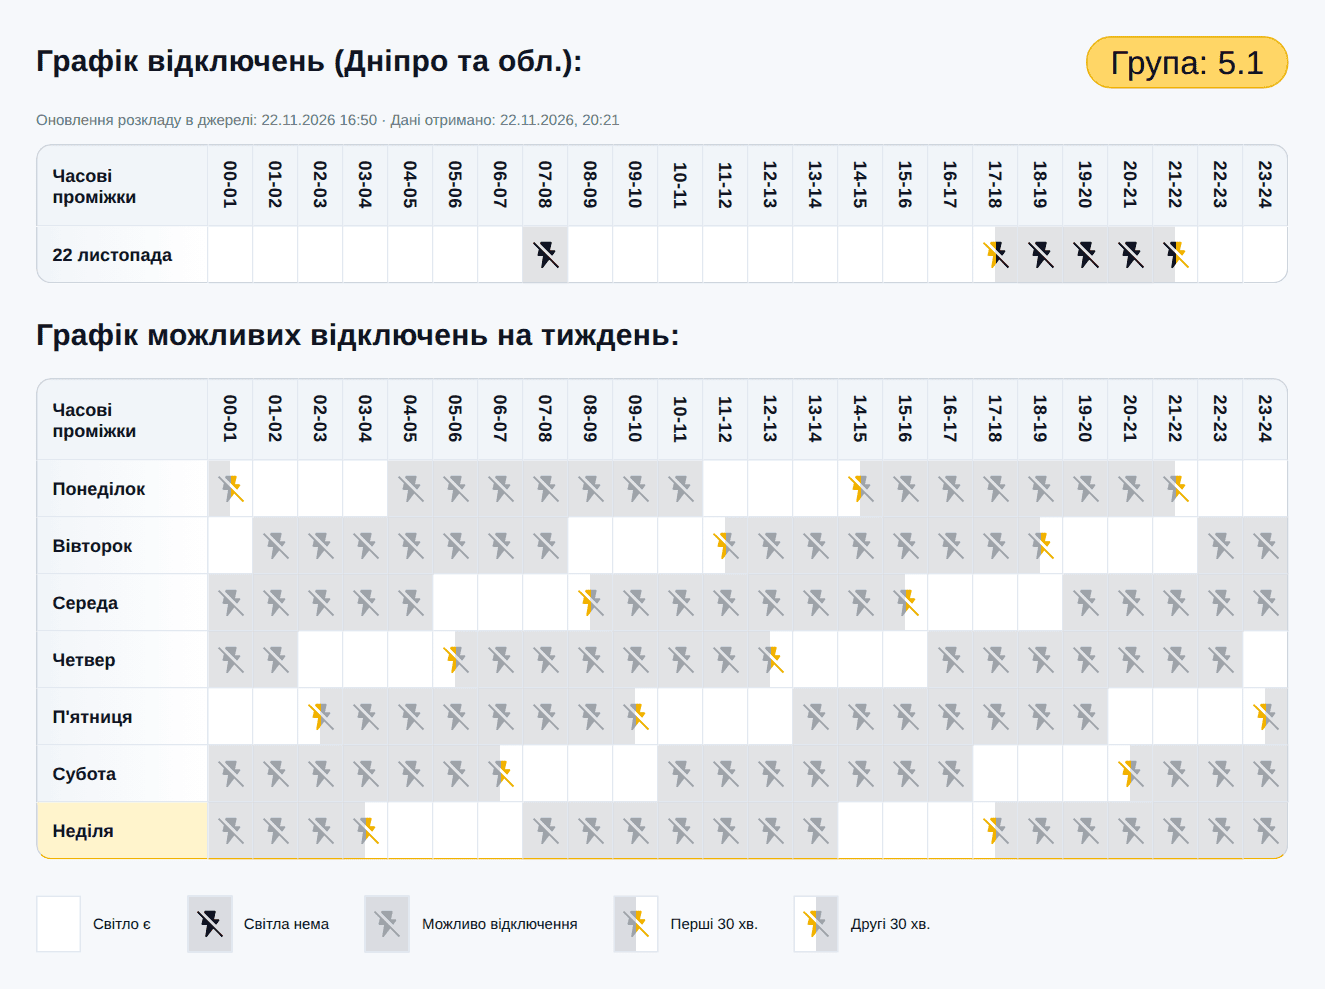 Графік відключень (Дніпро та обл.):
Група: 5.1
Оновлення розкладу в джерелі: 22.11.2026 16:50 · Дані отримано: 22.11.2026, 20:21
Часові проміжки 00-01 01-02 02-03 03-04 04-05 05-06 06-07 07-08 08-09 09-10 10-11 11-12 12-13 13-14 14-15 15-16 16-17 17-18 18-19 19-20 20-21 21-22 22-23 23-24
22 листопада
Графік можливих відключень на тиждень:
Часові проміжки 00-01 01-02 02-03 03-04 04-05 05-06 06-07 07-08 08-09 09-10 10-11 11-12 12-13 13-14 14-15 15-16 16-17 17-18 18-19 19-20 20-21 21-22 22-23 23-24
Понеділок
Вівторок
Середа
Четвер
П'ятниця
Субота
Неділя
Світло є Світла нема Можливо відключення Перші 30 хв. Другі 30 хв.